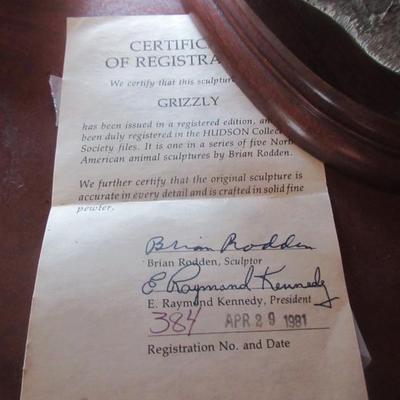 CERTIFIC
OF REGISTRA
We certify that this sculpture
GRIZZLY
has been issued in a registered edition, an
been duly registered in the HUDSON Collec
Society files. It is one in a series of five Nor
American animal sculptures by Brian Rodden.
We further certify that the original sculpture is
accurate in every detail and is crafted in solid fine
pewter.
Brian Rodden
Brian Rodden, Sculptor
E Raymond Kennedy
E. Raymond Kennedy, President
384 APR 29 1981
Registration No. and Date